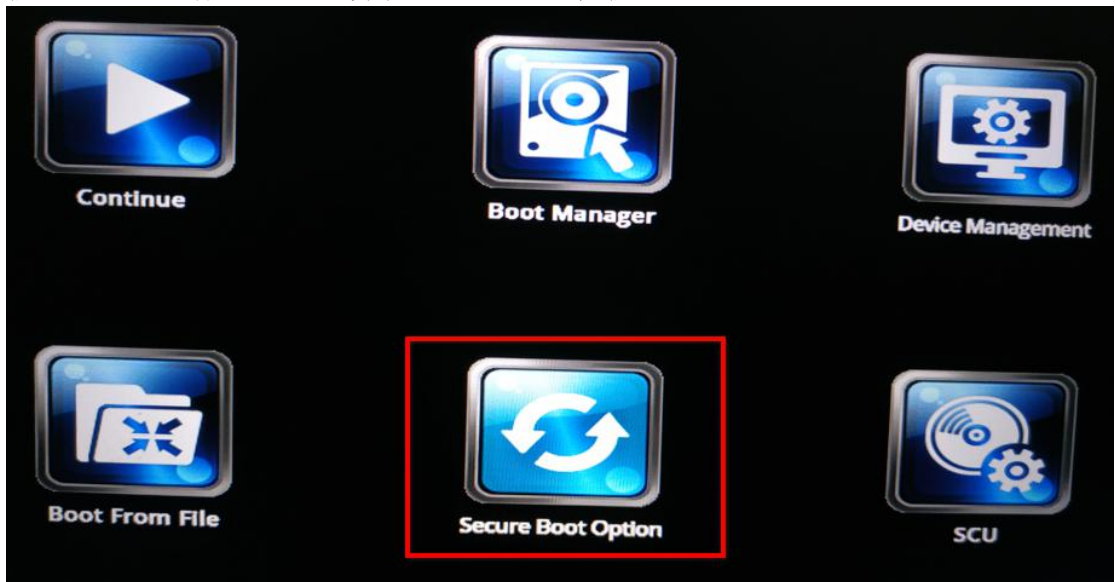 Continue
Boot Manager
Device Management
Boot From File
Secure Boot Option
SCU